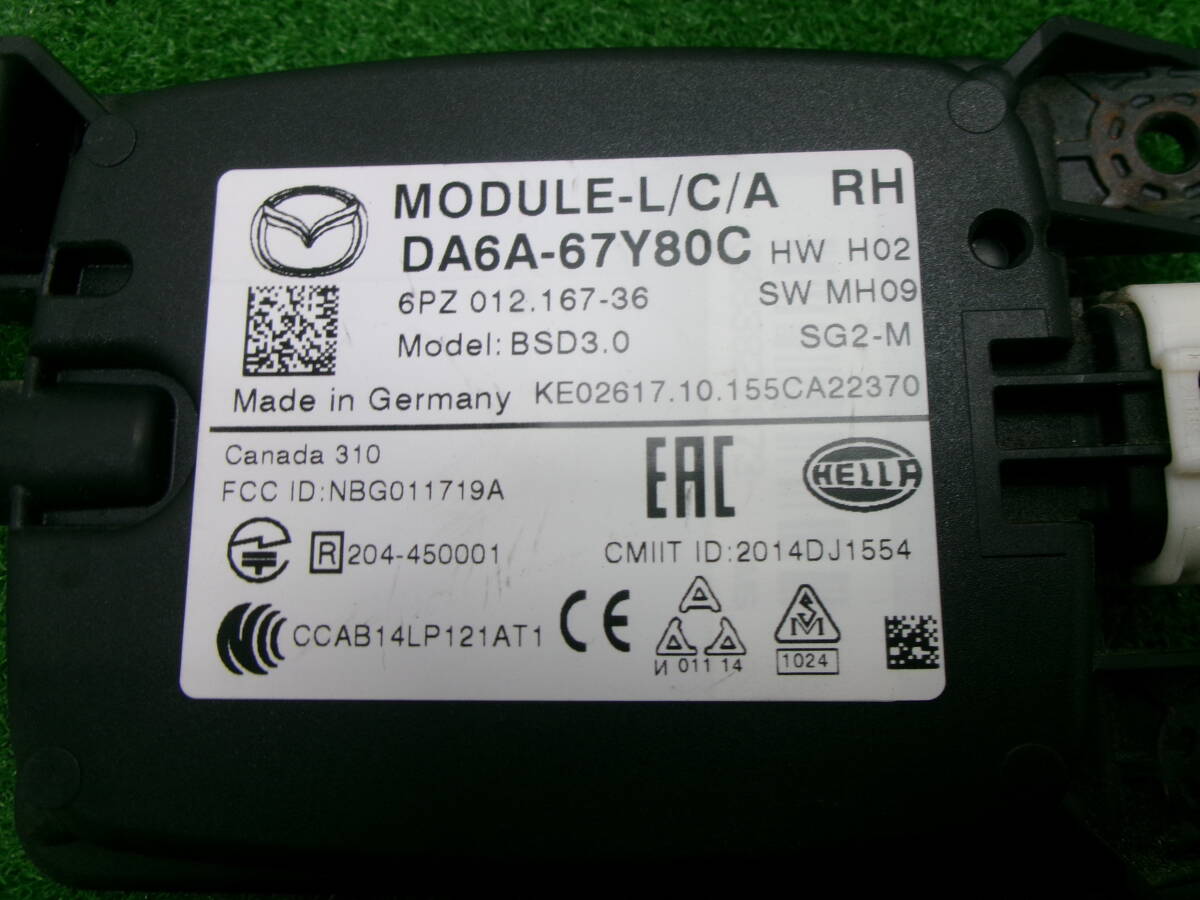 MODULE-L/C/A RH
DA6A-67Y80C HW H02
6PZ 012.167-36 SW MH09
Model: BSD3.0 SG2-M
Made in Germany KE02617.10.155CA22370
Canada 310
FCC ID:NBG011719A
EAC
HELLA
R 204-450001 CMIIT ID:2014DJ1554
CCAB14LP121AT1 CE
И 011 14
SM
1024